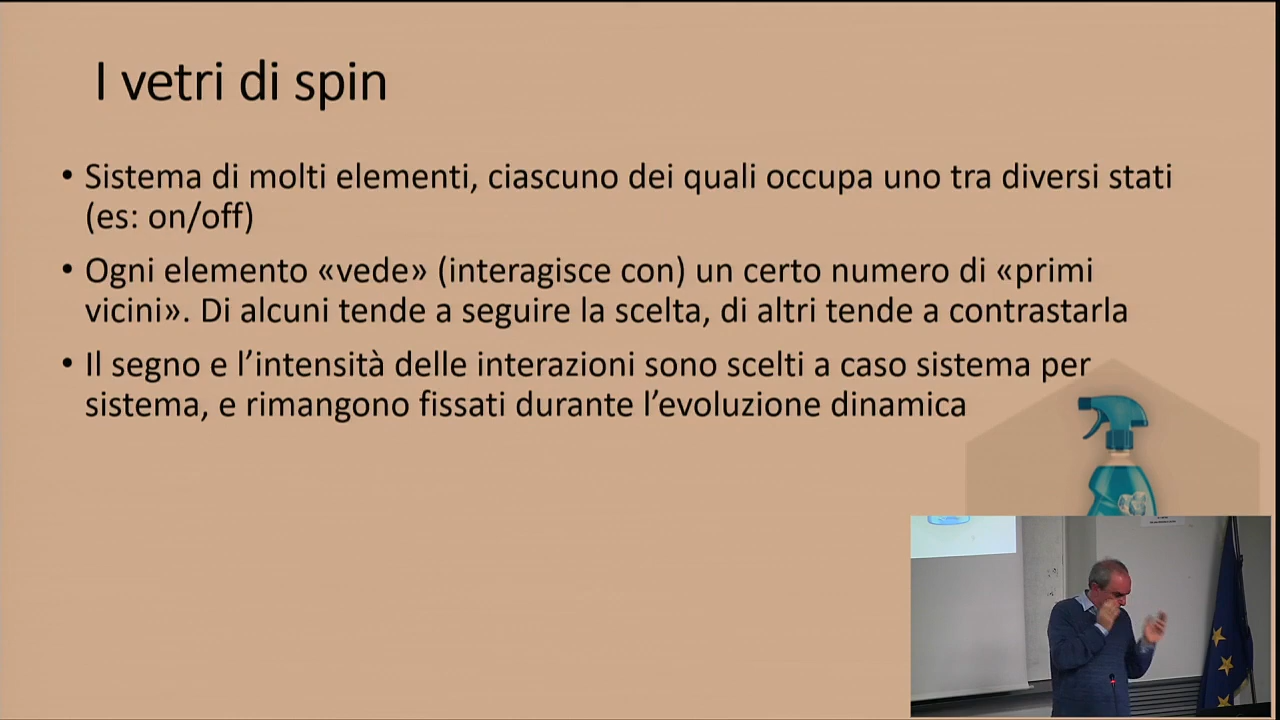 I vetri di spin
• Sistema di molti elementi, ciascuno dei quali occupa uno tra diversi stati
(es: on/off)
• Ogni elemento «vede» (interagisce con) un certo numero di «primi
vicini». Di alcuni tende a seguire la scelta, di altri tende a contrastarla
• Il segno e l’intensità delle interazioni sono scelti a caso sistema per
sistema, e rimangono fissati durante l’evoluzione dinamica